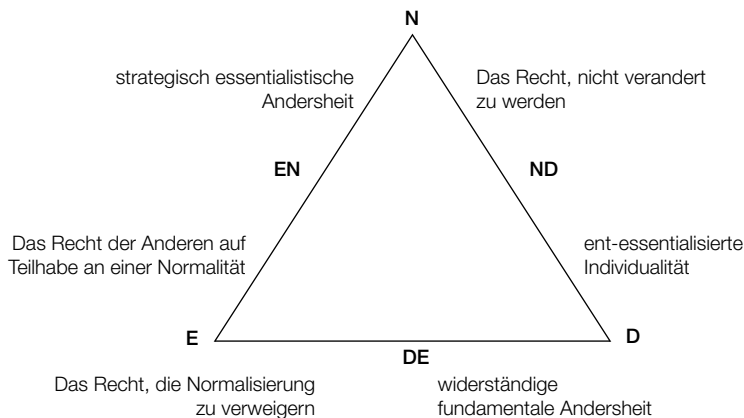 N
strategisch essentialistische
Andersheit
Das Recht, nicht verandert
zu werden
EN
ND
Das Recht der Anderen auf
Teilhabe an einer Normalität
ent-essentialisierte
Individualität
E
D
DE
Das Recht, die Normalisierung
zu verweigern
widerständige
fundamentale Andersheit